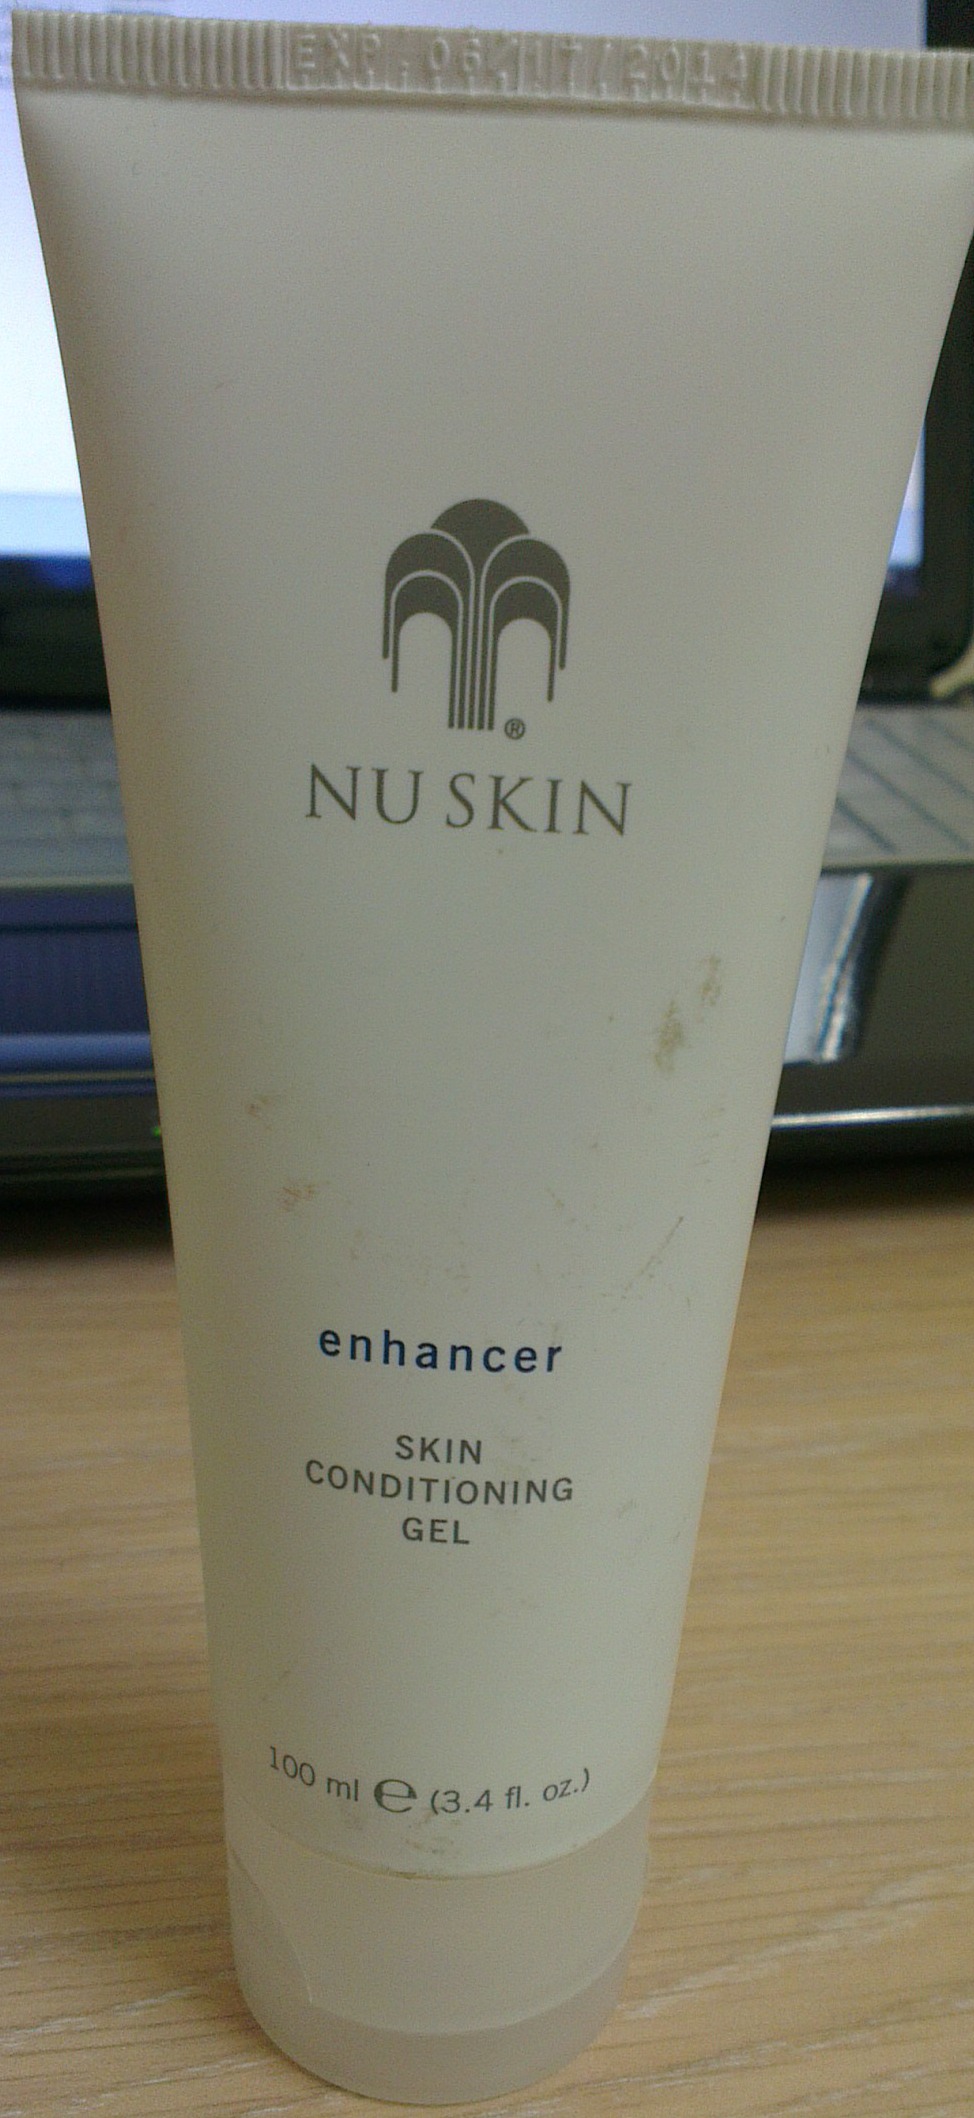 EXP. 06/17/2014
®
NU SKIN
enhancer
SKIN
CONDITIONING
GEL
100 ml e (3.4 fl. oz.)